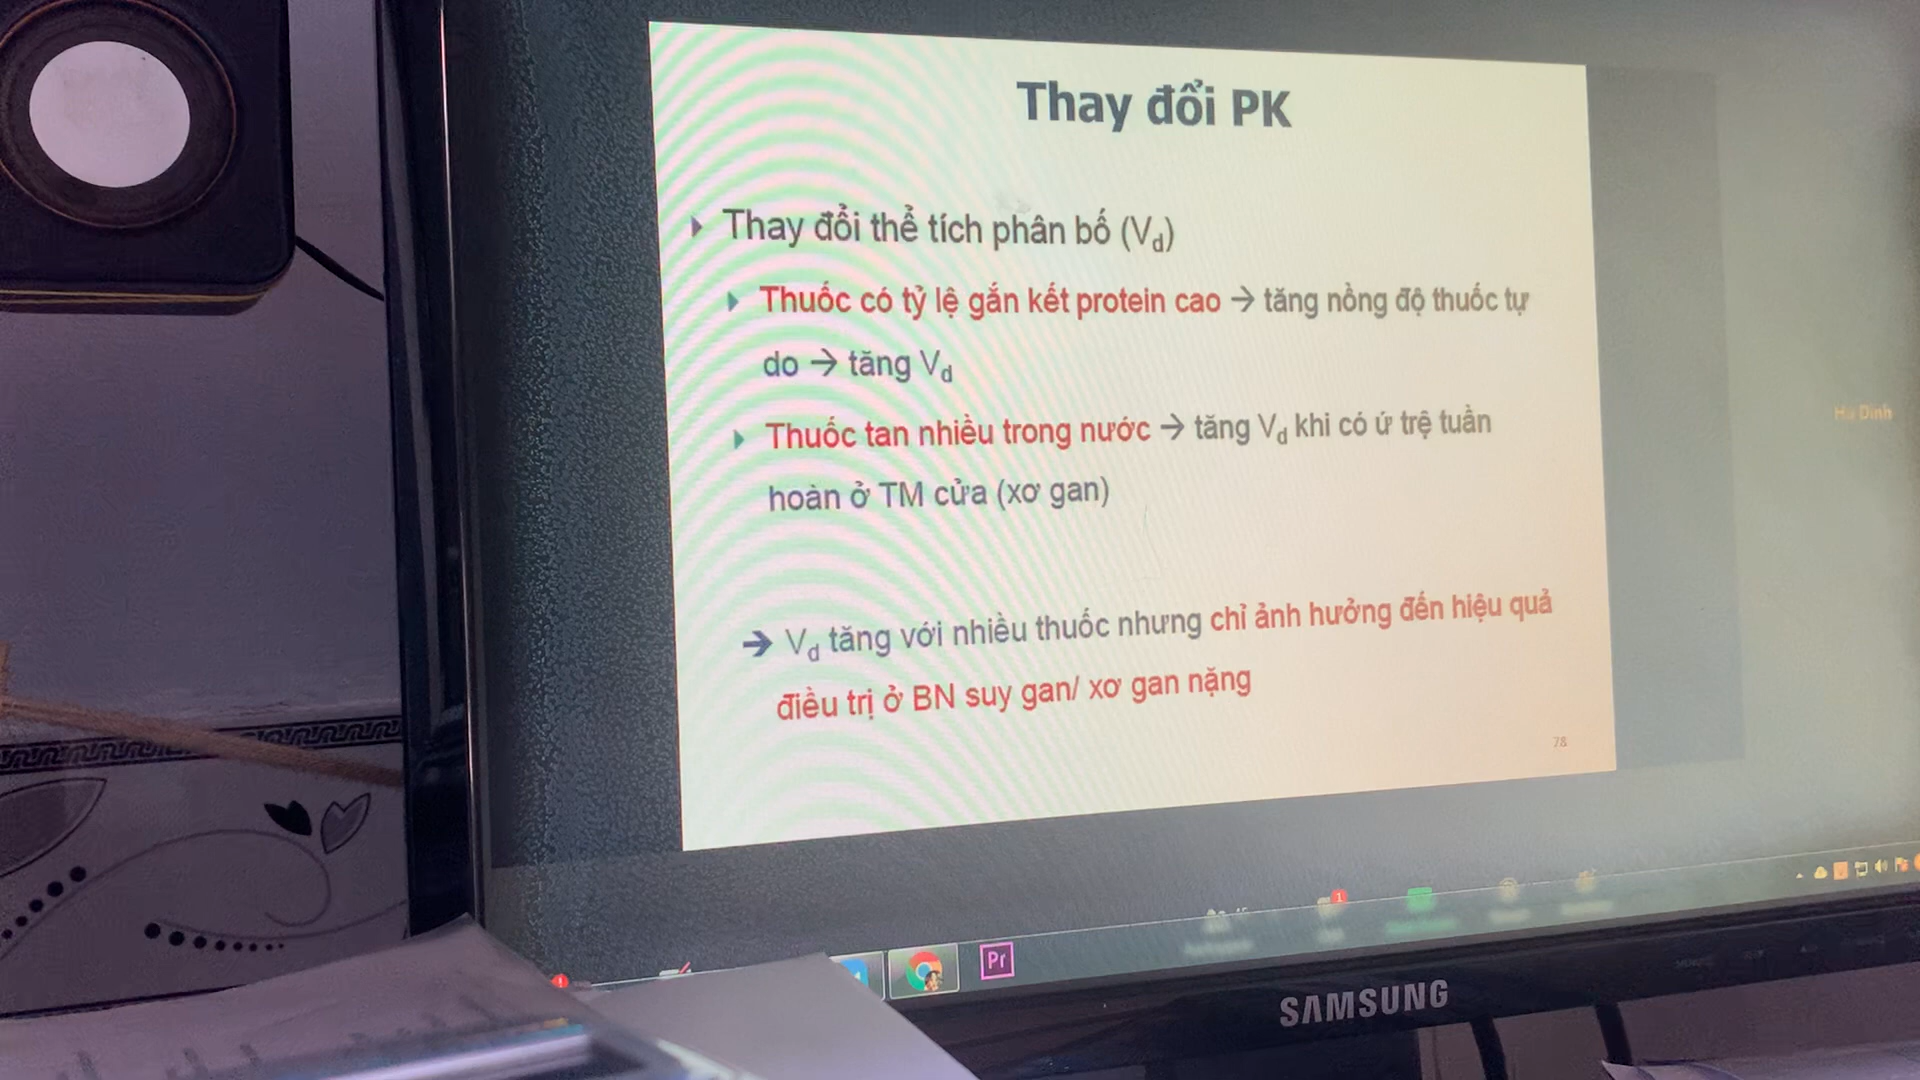 Thay đổi PK
Thay đổi thể tích phân bố (Vd)
Thuốc có tỷ lệ gắn kết protein cao → tăng nồng độ thuốc tự
do → tăng Vd
Thuốc tan nhiều trong nước → tăng Vd khi có ứ trệ tuần
hoàn ở TM cửa (xơ gan)
→ Vd tăng với nhiều thuốc nhưng chỉ ảnh hưởng đến hiệu quả
điều trị ở BN suy gan/ xơ gan nặng
78
Dinh
1
Pr
SAMSUNG